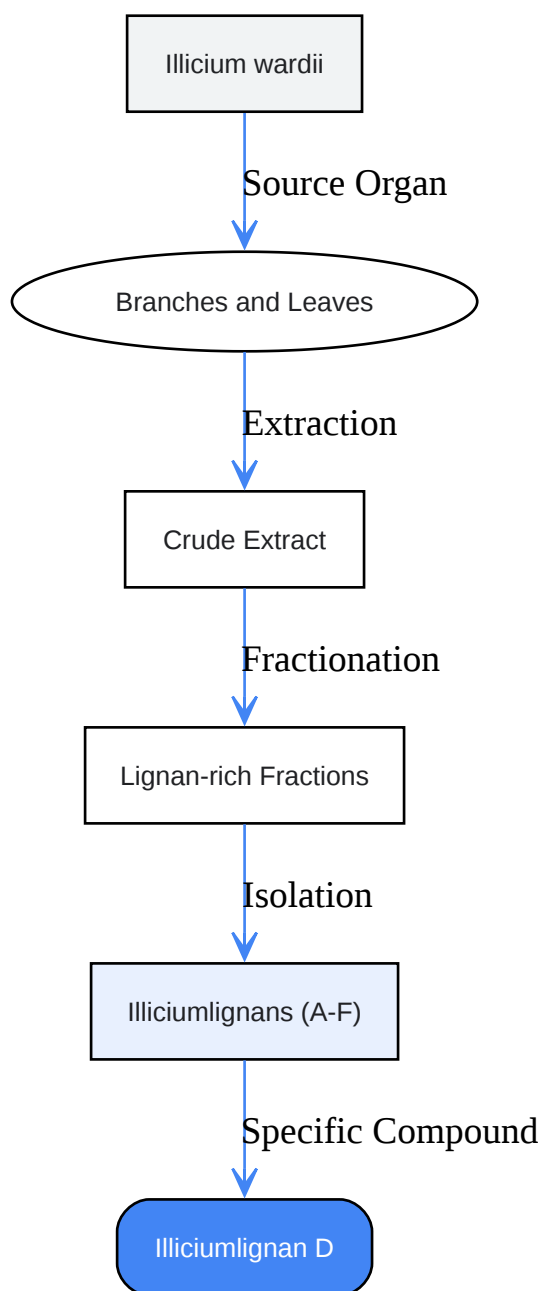 Illicium wardii
Source Organ
Branches and Leaves
Extraction
Crude Extract
Fractionation
Lignan-rich Fractions
Isolation
Illiciumlignans (A-F)
Specific Compound
Illiciumlignan D